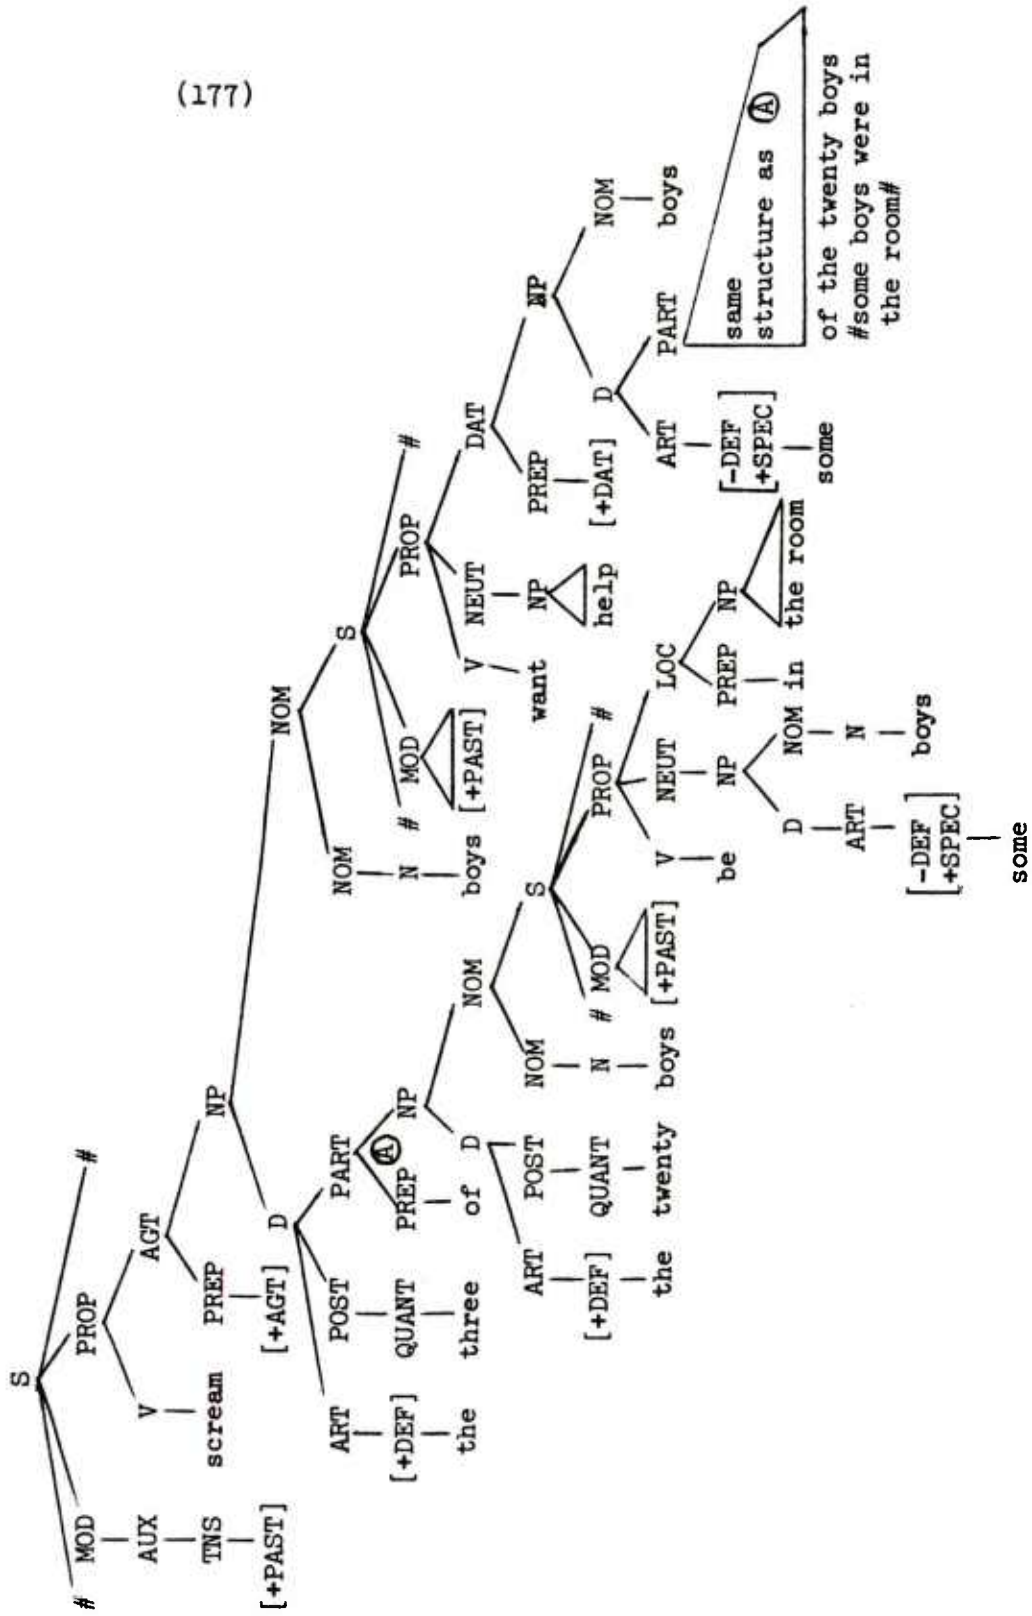 (177)
S
# MOD PROP #
AUX V AGT
TNS scream PREP NP
[+PAST] [+AGT] D NOM
ART POST PART NOM S
A
[+DEF] QUANT PREP NP N # MOD PROP #
the three of D NOM boys [+PAST] V NEUT DAT
ART POST NOM S want NP PREP NP
[+DEF] QUANT N # MOD PROP # help [+DAT] D NOM
the twenty boys [+PAST] V NEUT LOC ART PART boys
be NP PREP NP [-DEF same
+SPEC] structure as A
D NOM in the room
some of the twenty boys
ART N #some boys were in
the room#
[-DEF boys
+SPEC]
some